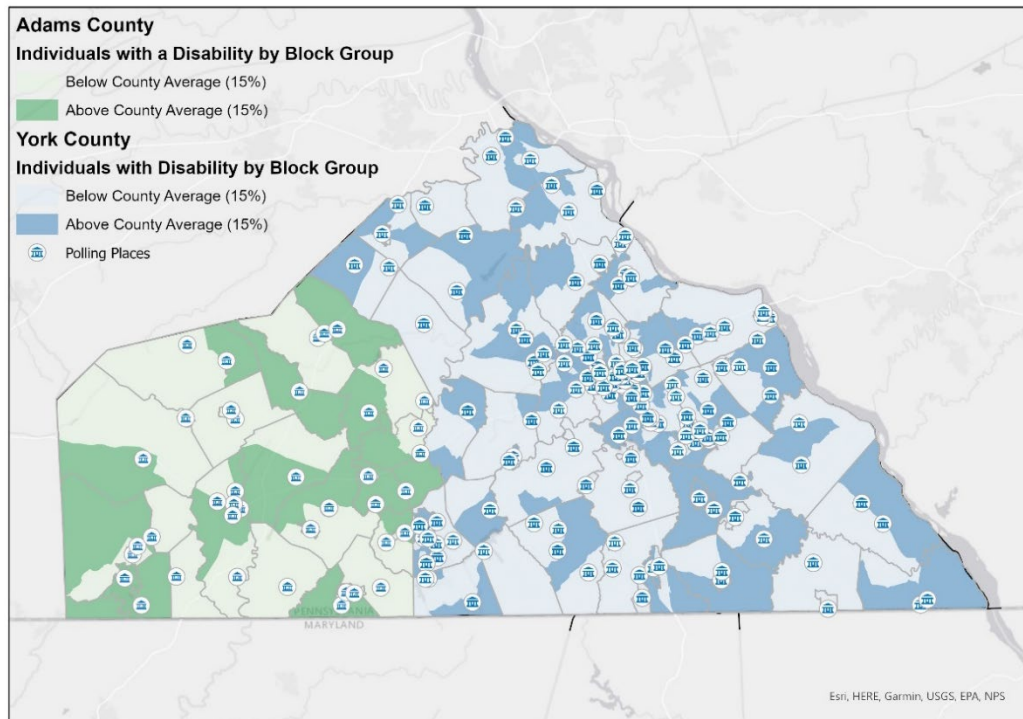 Adams County
Individuals with a Disability by Block Group
Below County Average (15%)
Above County Average (15%)
York County
Individuals with Disability by Block Group
Below County Average (15%)
Above County Average (15%)
Polling Places
PENNSYLVANIA
MARYLAND
Esri, HERE, Garmin, USGS, EPA, NPS